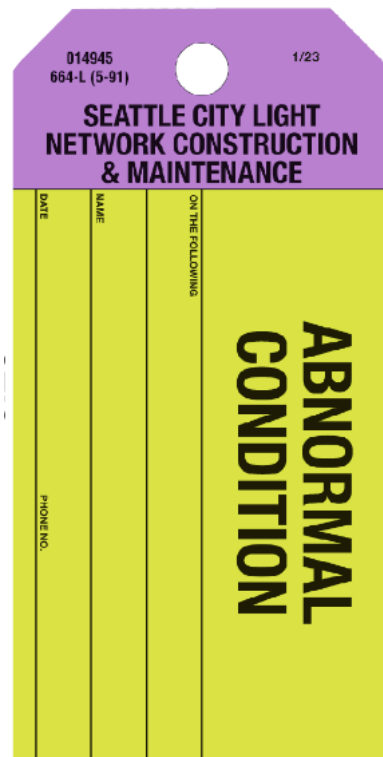 014945
664-L (5-91)
1/23
SEATTLE CITY LIGHT
NETWORK CONSTRUCTION
& MAINTENANCE
ABNORMAL
CONDITION
ON THE FOLLOWING
NAME
DATE
PHONE NO.